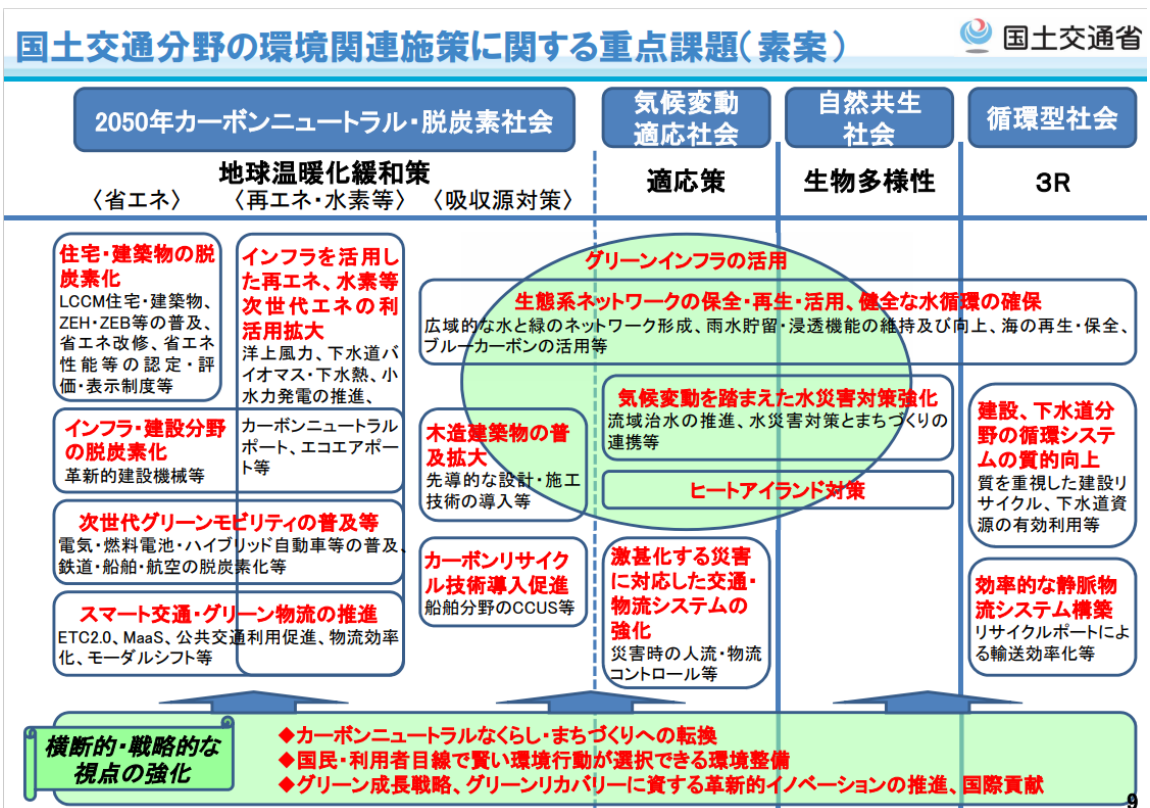 国土交通分野の環境関連施策に関する重点課題(素案)
国土交通省
2050年カーボンニュートラル・脱炭素社会
気候変動
適応社会
自然共生
社会
循環型社会
地球温暖化緩和策
〈省エネ〉
〈再エネ・水素等〉
〈吸収源対策〉
適応策
生物多様性
3R
住宅・建築物の脱
炭素化
LCCM住宅・建築物、
ZEH・ZEB等の普及、
省エネ改修、省エネ
性能等の認定・評
価・表示制度等
インフラを活用し
た再エネ、水素等
次世代エネの利
活用拡大
洋上風力、下水道バ
イオマス・下水熱、小
水力発電の推進、
カーボンニュートラル
ポート、エコエアポー
ト等
グリーンインフラの活用
生態系ネットワークの保全・再生・活用、健全な水循環の確保
広域的な水と緑のネットワーク形成、雨水貯留・浸透機能の維持及び向上、海の再生・保全、
ブルーカーボンの活用等
インフラ・建設分野
の脱炭素化
革新的建設機械等
木造建築物の普
及拡大
先導的な設計・施工
技術の導入等
気候変動を踏まえた水災害対策強化
流域治水の推進、水災害対策とまちづくりの
連携等
ヒートアイランド対策
建設、下水道分
野の循環システ
ムの質的向上
質を重視した建設リ
サイクル、下水道資
源の有効利用等
次世代グリーンモビリティの普及等
電気・燃料電池・ハイブリッド自動車等の普及、
鉄道・船舶・航空の脱炭素化等
カーボンリサイク
ル技術導入促進
船舶分野のCCUS等
激甚化する災害
に対応した交通・
物流システムの
強化
災害時の人流・物流
コントロール等
効率的な静脈物
流システム構築
リサイクルポートによ
る輸送効率化等
スマート交通・グリーン物流の推進
ETC2.0、MaaS、公共交通利用促進、物流効率
化、モーダルシフト等
横断的・戦略的な
視点の強化
◆カーボンニュートラルなくらし・まちづくりへの転換
◆国民・利用者目線で賢い環境行動が選択できる環境整備
◆グリーン成長戦略、グリーンリカバリーに資する革新的イノベーションの推進、国際貢献
9